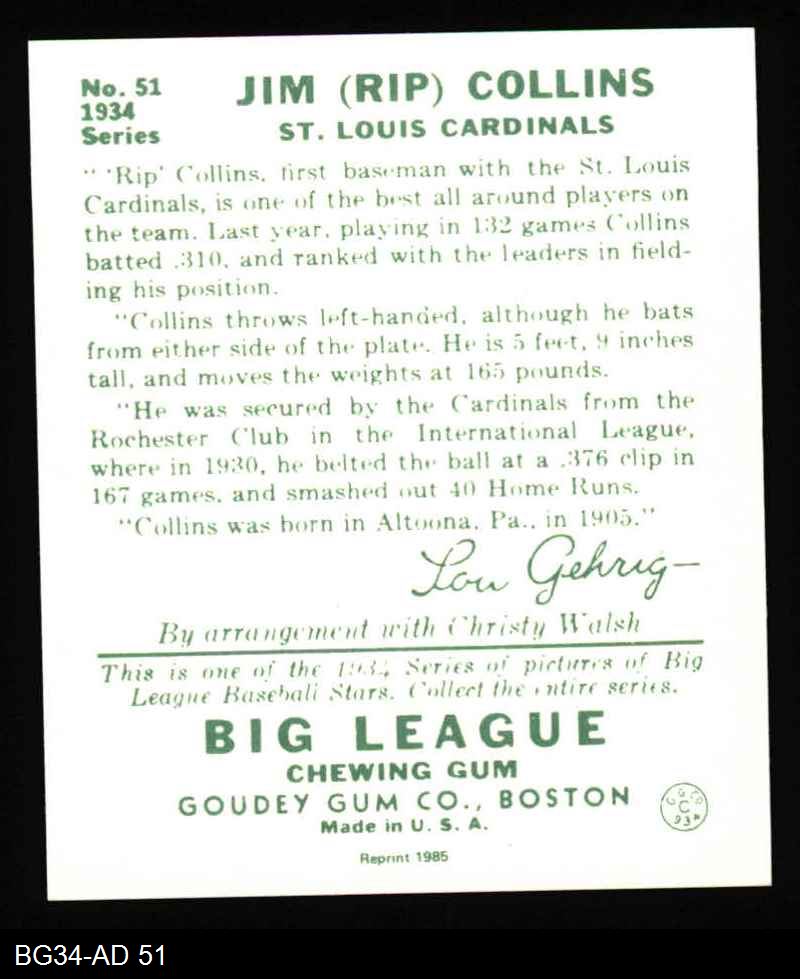 No. 51
1934
Series
JIM (RIP) COLLINS
ST. LOUIS CARDINALS
" 'Rip' Collins, first baseman with the St. Louis
Cardinals, is one of the best all around players on
the team. Last year, playing in 132 games Collins
batted .310, and ranked with the leaders in field-
ing his position.
"Collins throws left-handed, although he bats
from either side of the plate. He is 5 feet, 9 inches
tall, and moves the weights at 165 pounds.
"He was secured by the Cardinals from the
Rochester Club in the International League,
where in 1930, he belted the ball at a .376 clip in
167 games, and smashed out 40 Home Runs.
"Collins was born in Altoona, Pa., in 1905."
Lou Gehrig
By arrangement with Christy Walsh
This is one of the 1934 Series of pictures of Big
League Baseball Stars. Collect the entire series.
BIG LEAGUE
CHEWING GUM
GOUDEY GUM CO., BOSTON
Made in U. S. A.
G G CO
C
934
Reprint 1985
BG34-AD 51